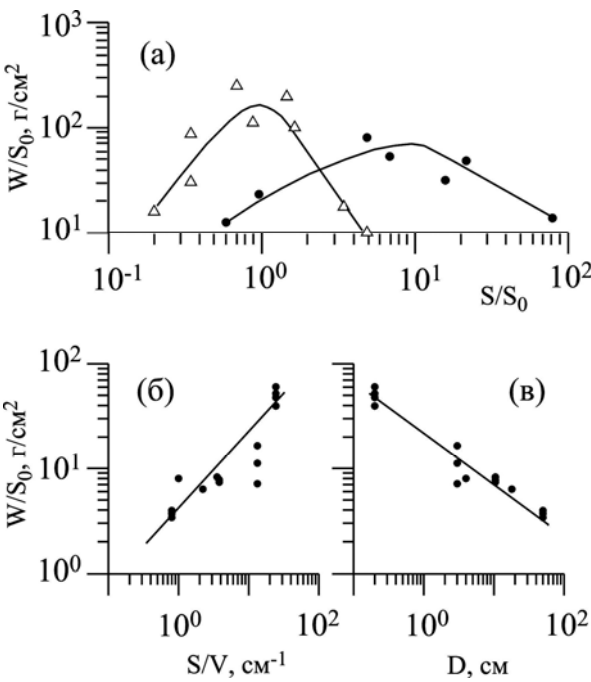 (а)
W/S₀, г/см²
10³
10²
10¹
10⁻¹
10⁰
10¹
10²
S/S₀
(б)
W/S₀, г/см²
10²
10¹
10⁰
10⁰
10²
S/V, см⁻¹
(в)
10⁰
10²
D, см